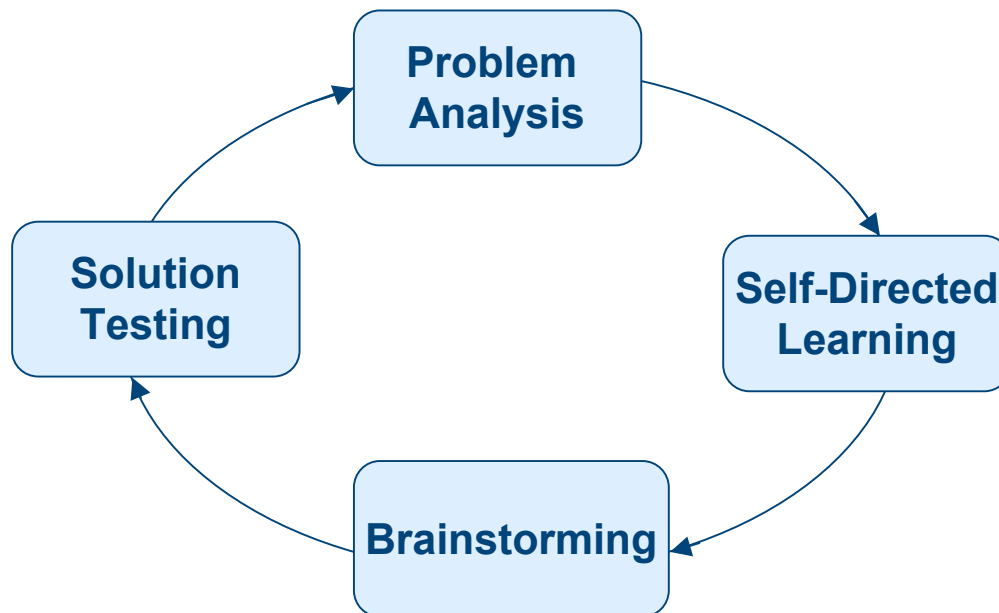 Problem
Analysis
Self-Directed
Learning
Brainstorming
Solution
Testing